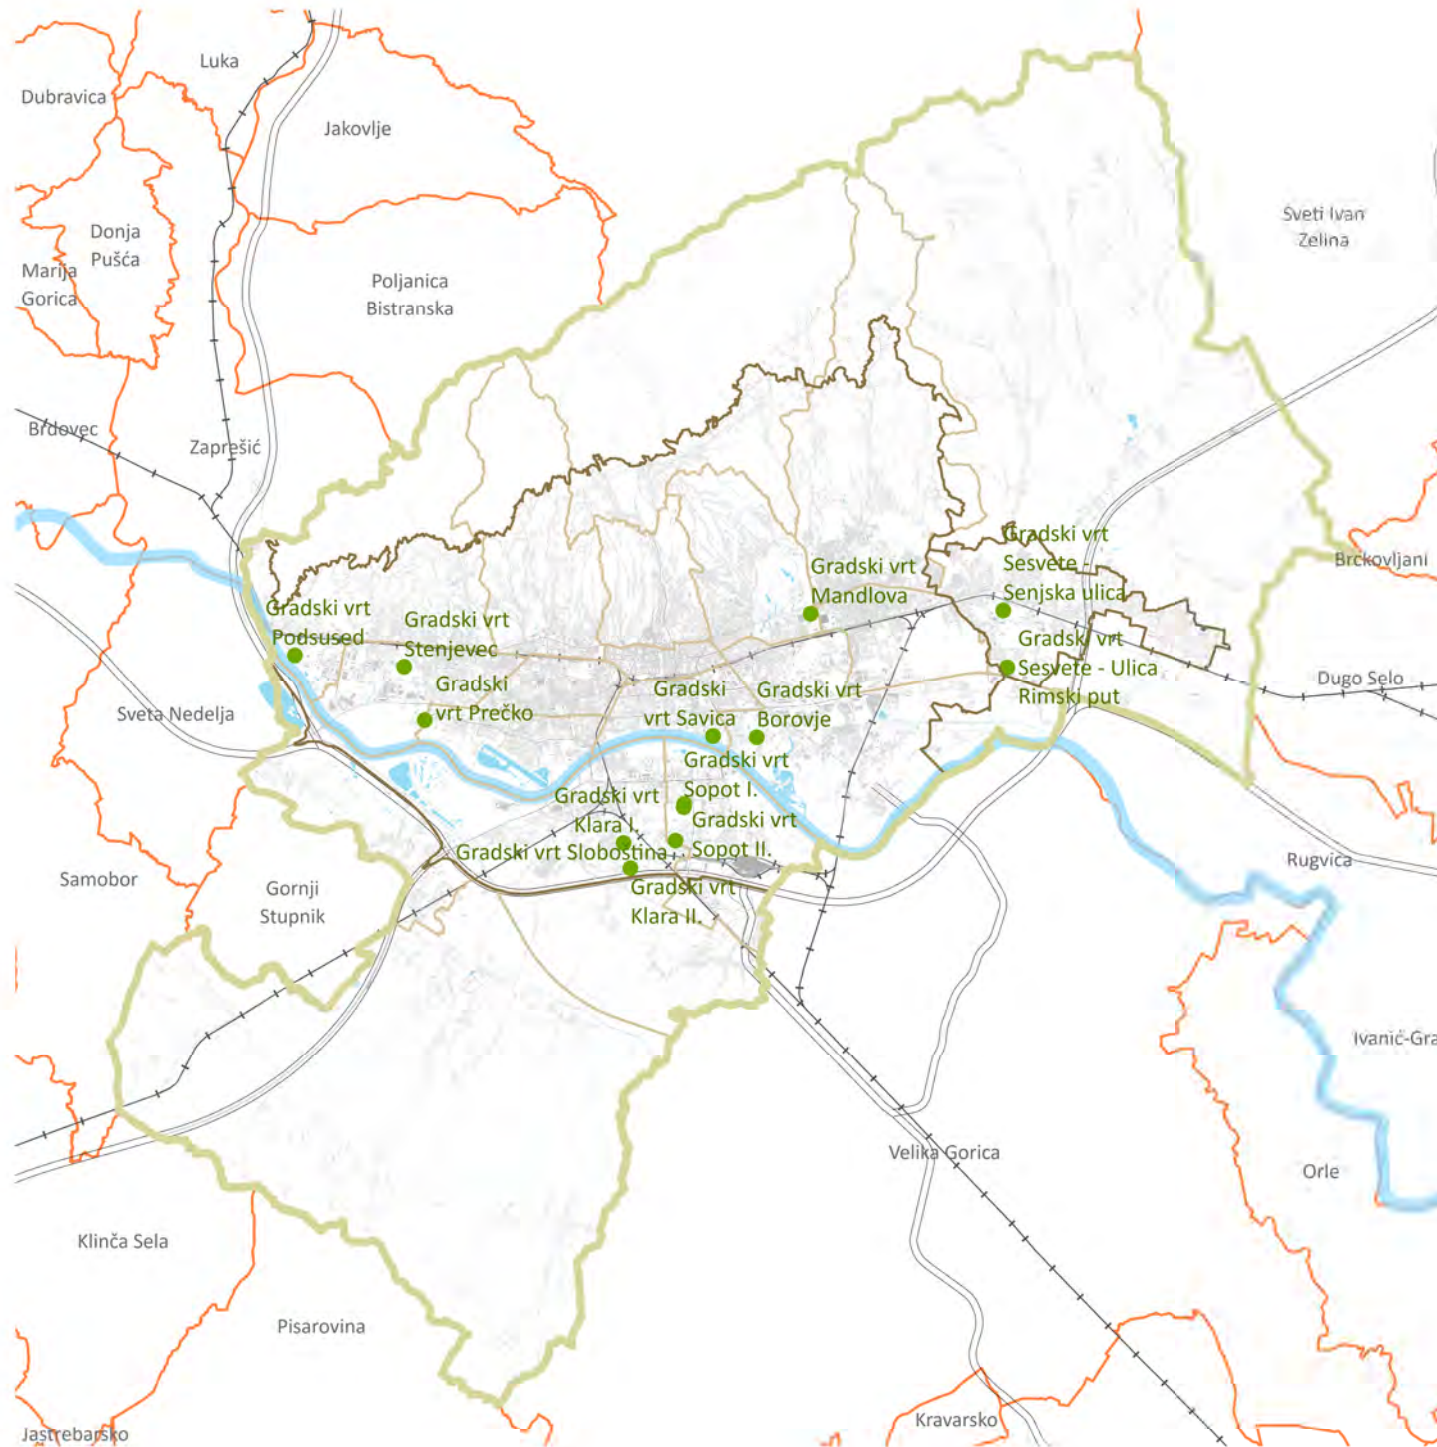 Luka
Dubravica
Jakovlje
Donja
Pušća
Sveti Ivan
Zelina
Marija
Gorica
Poljanica
Bistranska
Brdovec
Zaprešić
Gradski vrt
Sesvete -
Senjska ulica
Brckovljani
Gradski vrt
Mandlova
Gradski vrt
Podsused
Gradski vrt
Stenjevec
Gradski vrt
Sesvete - Ulica
Rimski put
Dugo Selo
Gradski
vrt Prečko
Gradski
vrt Savica
Gradski vrt
Borovje
Sveta Nedelja
Gradski vrt
Sopot I.
Gradski vrt
Klara I.
Gradski vrt
Sopot II.
Gradski vrt Sloboština
Gradski vrt
Klara II.
Rugvica
Samobor
Gornji
Stupnik
Ivanić-Gra
Velika Gorica
Orle
Klinča Sela
Pisarovina
Kravarsko
Jastrebarsko